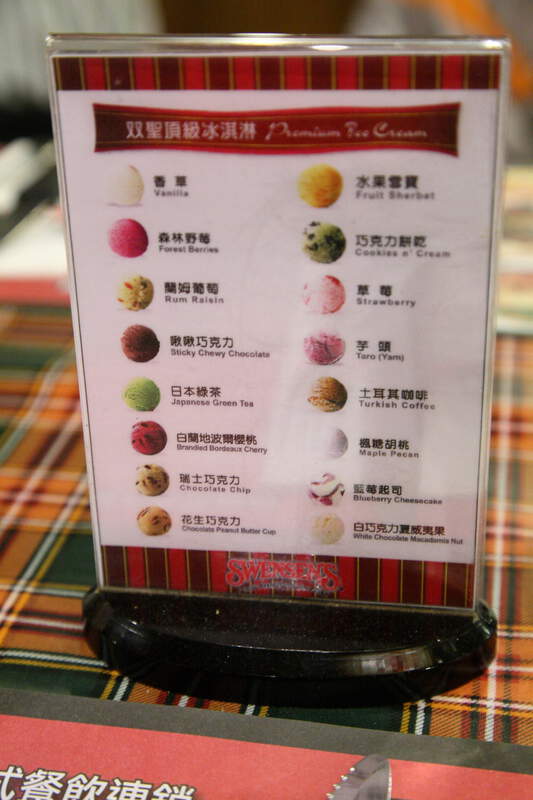 双聖頂級冰淇淋 Premium Ice Cream
香草
Vanilla
水果雪寶
Fruit Sherbet
森林野莓
Forest Berries
巧克力餅乾
Cookies n' Cream
蘭姆葡萄
Rum Raisin
草莓
Strawberry
啾啾巧克力
Sticky Chewy Chocolate
芋頭
Taro (Yam)
日本綠茶
Japanese Green Tea
土耳其咖啡
Turkish Coffee
白蘭地波爾櫻桃
Brandied Bordeaux Cherry
楓糖胡桃
Maple Pecan
瑞士巧克力
Chocolate Chip
藍莓起司
Blueberry Cheesecake
花生巧克力
Chocolate Peanut Butter Cup
白巧克力夏威夷果
White Chocolate Macadamia Nut
SWENSEN'S
式餐飲連鎖